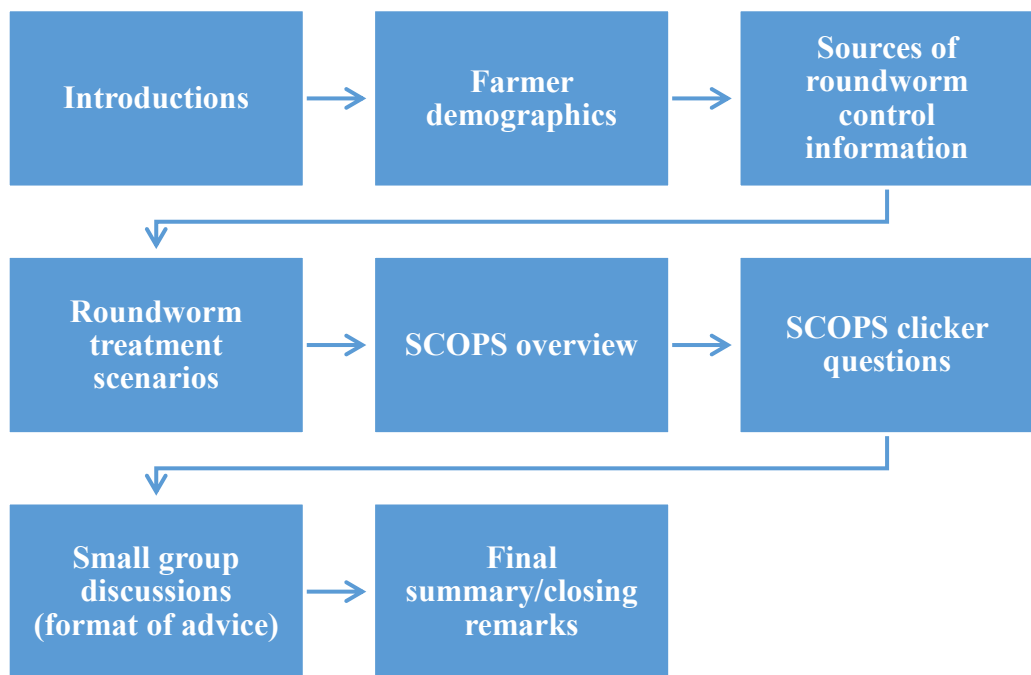 Introductions
Farmer
demographics
Sources of
roundworm
control
information
Roundworm
treatment
scenarios
SCOPS overview
SCOPS clicker
questions
Small group
discussions
(format of advice)
Final
summary/closing
remarks